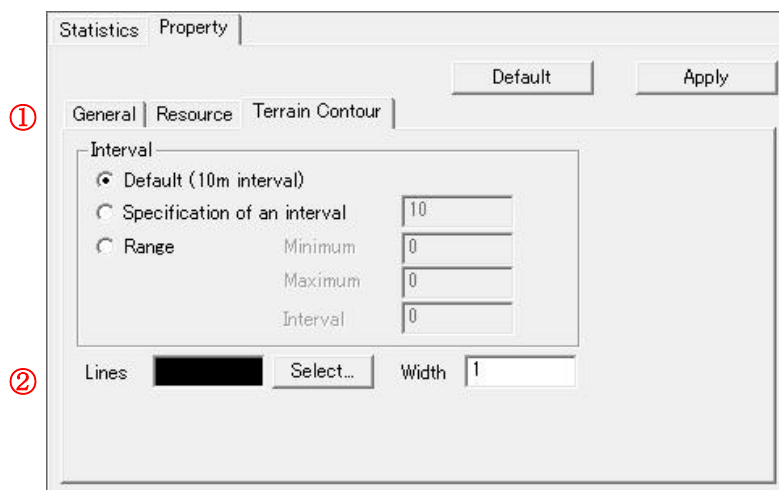 Statistics Property
Default Apply
①
General Resource Terrain Contour
Interval
Default (10m interval)
Specification of an interval 10
Range Minimum 0
Maximum 0
Interval 0
② Lines Select... Width 1